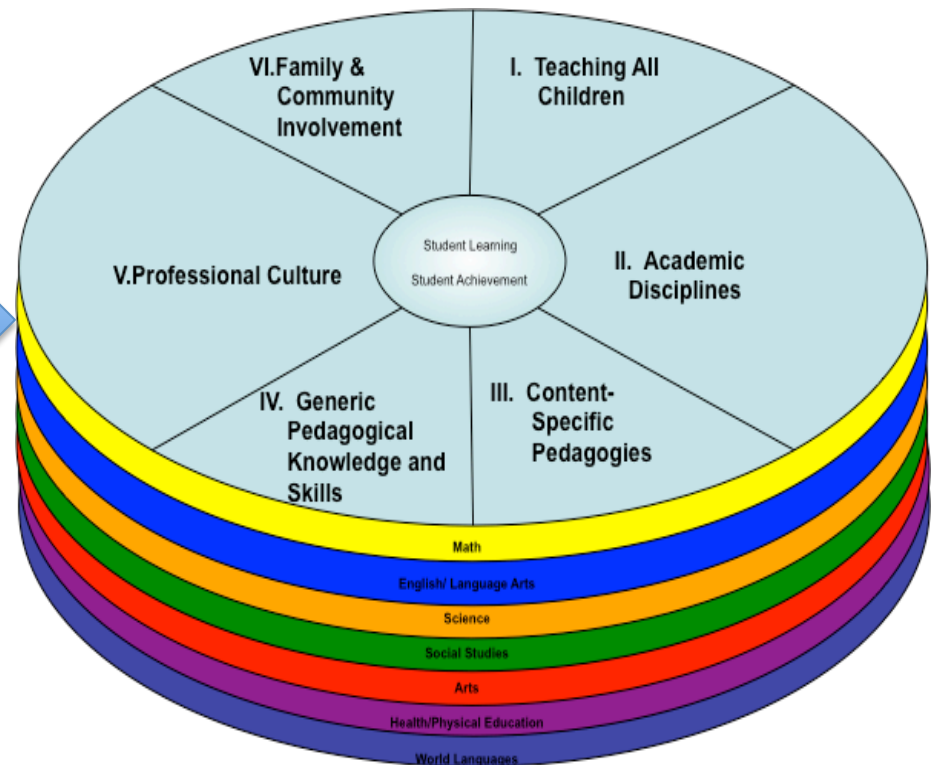 VI.Family &
Community
Involvement
I. Teaching All
Children
Student Learning
Student Achievement
II. Academic
Disciplines
V.Professional Culture
III. Content-
Specific
Pedagogies
IV. Generic
Pedagogical
Knowledge and
Skills
Math
English/ Language Arts
Science
Social Studies
Arts
Health/Physical Education
World Languages